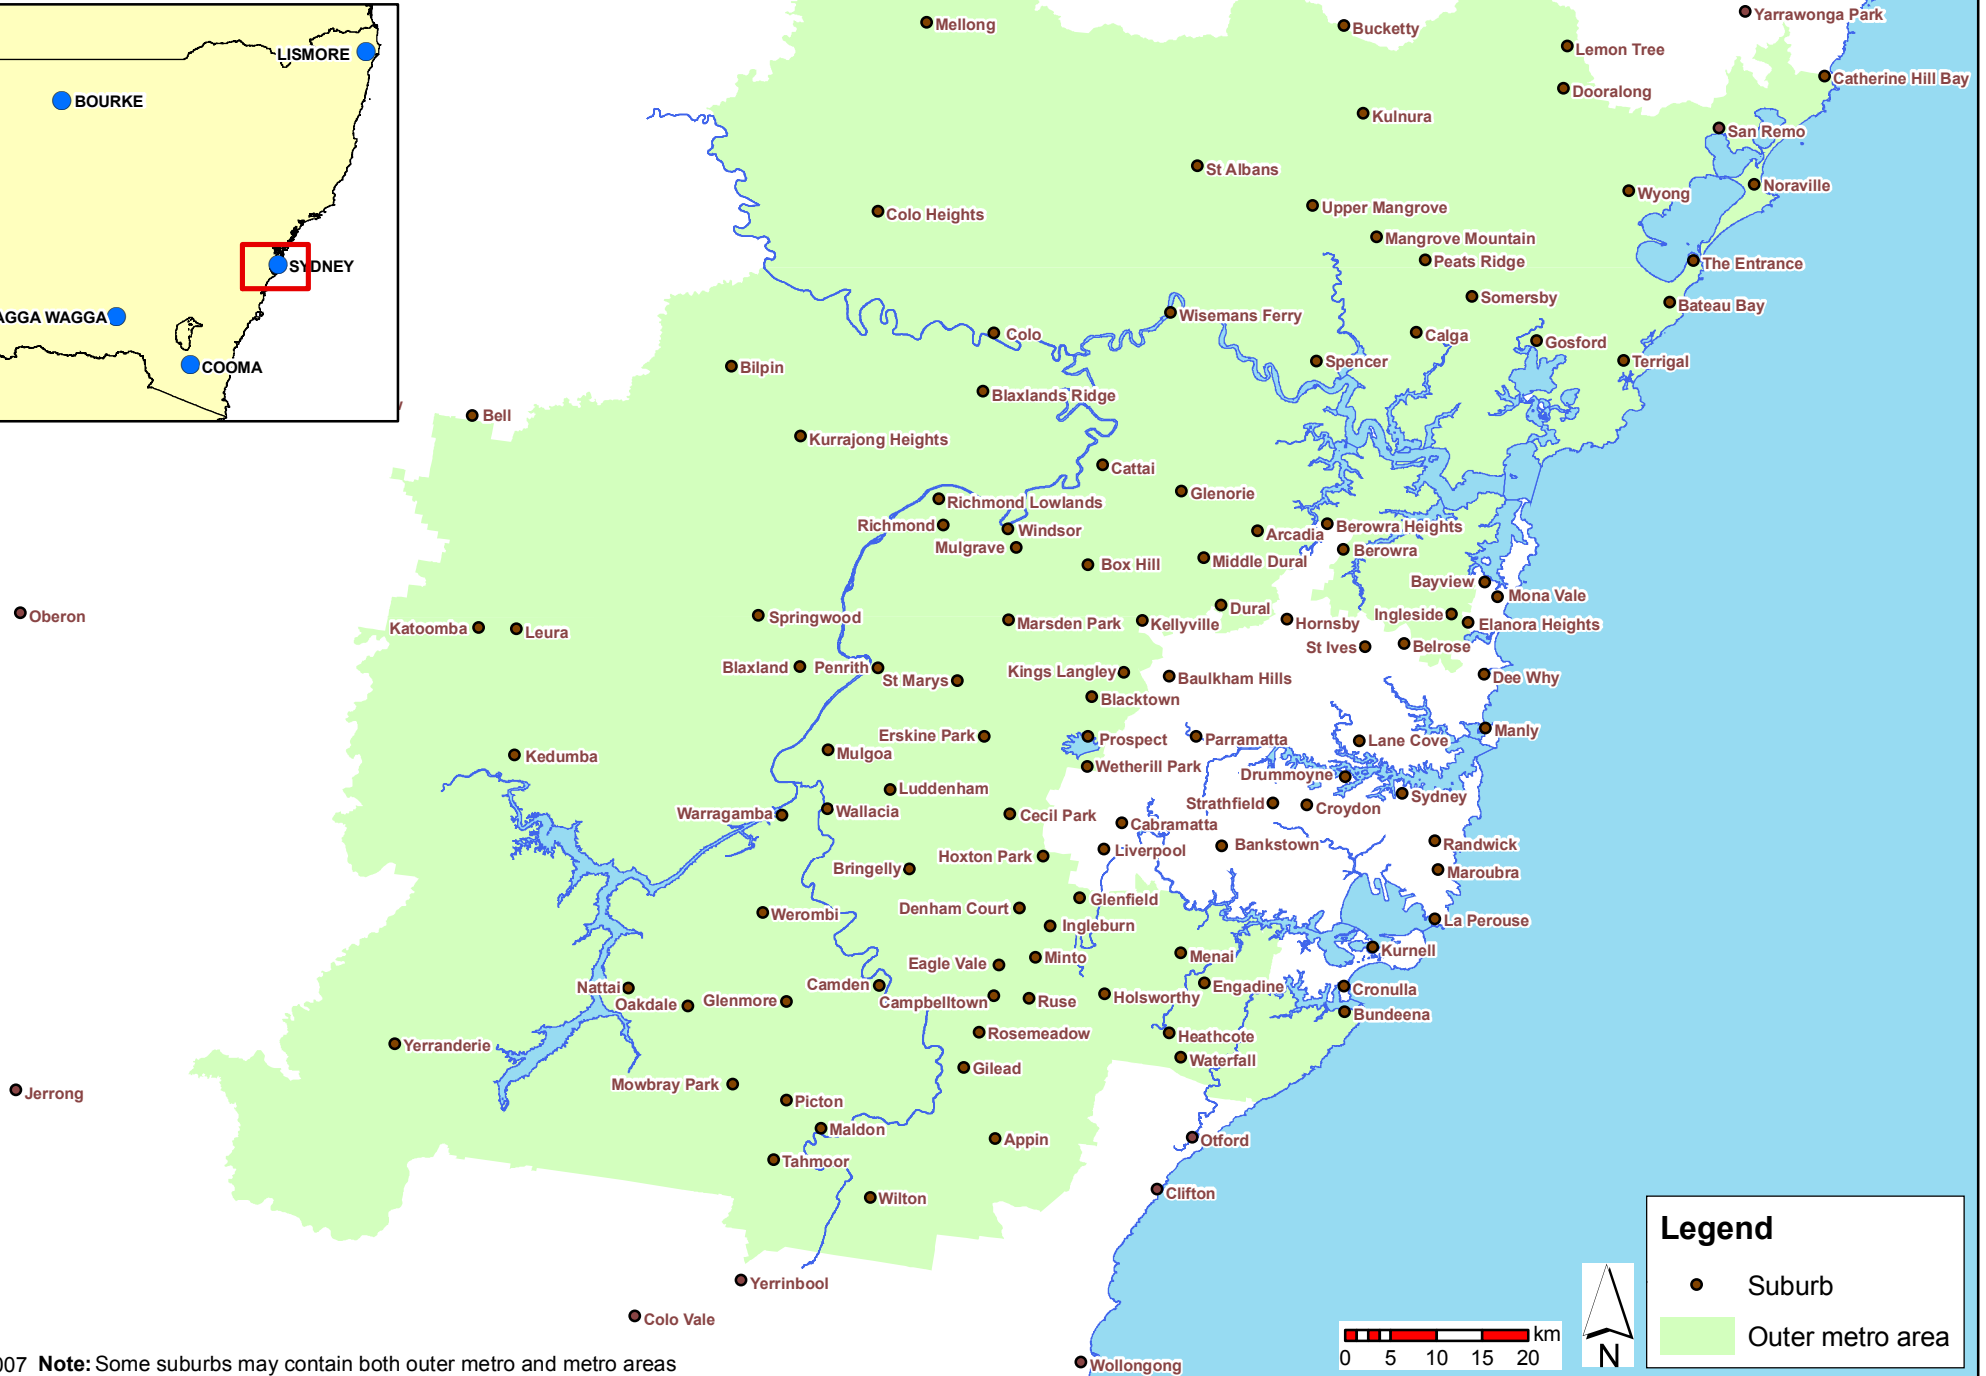 Mellong
Bucketty
Yarrawonga Park
Lemon Tree
LISMORE
Catherine Hill Bay
Dooralong
BOURKE
Kulnura
San Remo
St Albans
Noraville
Wyong
Upper Mangrove
Colo Heights
Mangrove Mountain
Peats Ridge
The Entrance
SYDNEY
Somersby
Bateau Bay
AGGA WAGGA
Wisemans Ferry
Colo
Calga
Gosford
Spencer
Terrigal
COOMA
Bilpin
Blaxlands Ridge
Bell
Kurrajong Heights
Cattai
Glenorie
Richmond Lowlands
Richmond
Windsor
Berowra Heights
Arcadia
Mulgrave
Berowra
Box Hill
Middle Dural
Bayview
Mona Vale
Oberon
Springwood
Dural
Ingleside
Katoomba
Leura
Marsden Park
Kellyville
Hornsby
Elanora Heights
St Ives
Belrose
Blaxland
Penrith
Kings Langley
St Marys
Baulkham Hills
Dee Why
Blacktown
Manly
Erskine Park
Prospect
Parramatta
Lane Cove
Kedumba
Mulgoa
Wetherill Park
Drummoyne
Luddenham
Sydney
Strathfield
Croydon
Warragamba
Wallacia
Cecil Park
Cabramatta
Randwick
Bankstown
Hoxton Park
Liverpool
Bringelly
Maroubra
Glenfield
Werombi
Denham Court
La Perouse
Ingleburn
Kurnell
Eagle Vale
Minto
Menai
Nattai
Camden
Engadine
Cronulla
Oakdale
Glenmore
Campbelltown
Ruse
Holsworthy
Bundeena
Yerranderie
Rosemeadow
Heathcote
Waterfall
Gilead
Mowbray Park
Jerrong
Picton
Maldon
Appin
Otford
Tahmoor
Clifton
Wilton
Yerrinbool
Colo Vale
Wollongong
Legend
Suburb
Outer metro area
km
0 5 10 15 20
N
007 Note: Some suburbs may contain both outer metro and metro areas